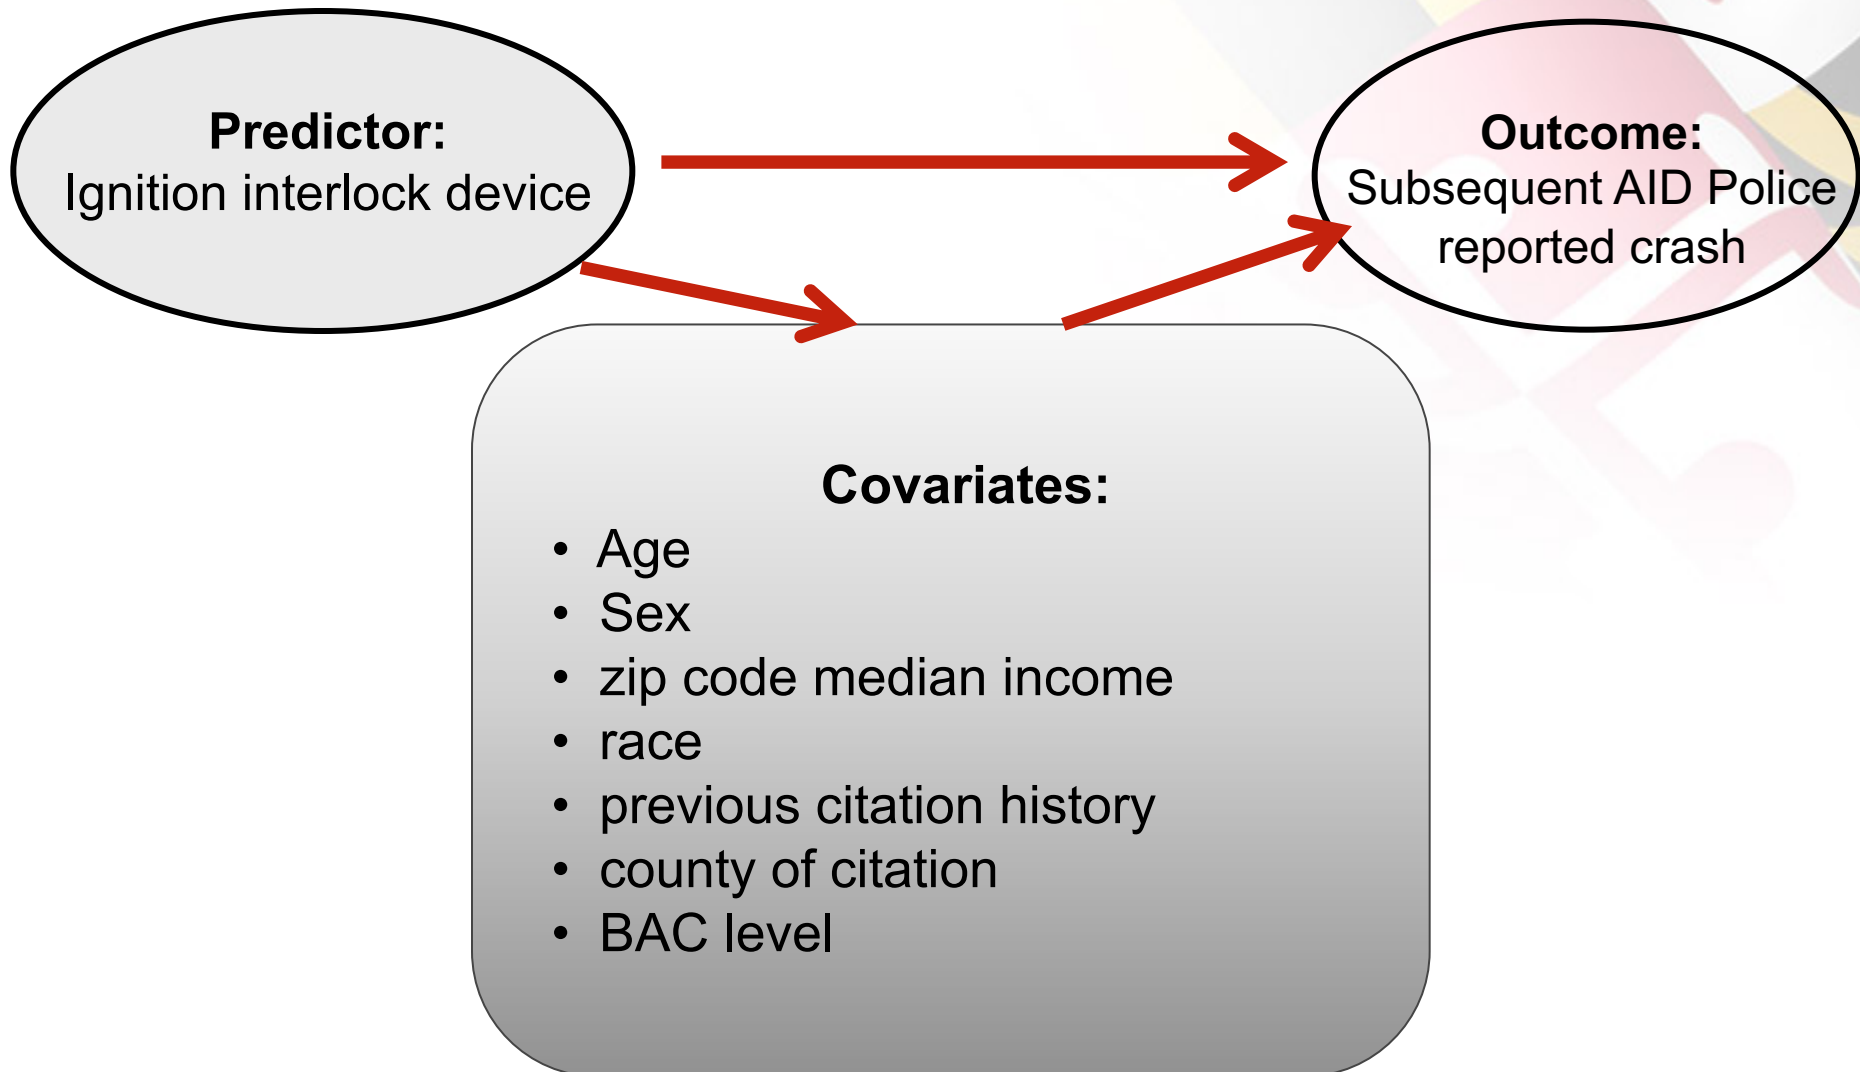 Predictor:
Ignition interlock device
Outcome:
Subsequent AID Police
reported crash
Covariates:
• Age
• Sex
• zip code median income
• race
• previous citation history
• county of citation
• BAC level